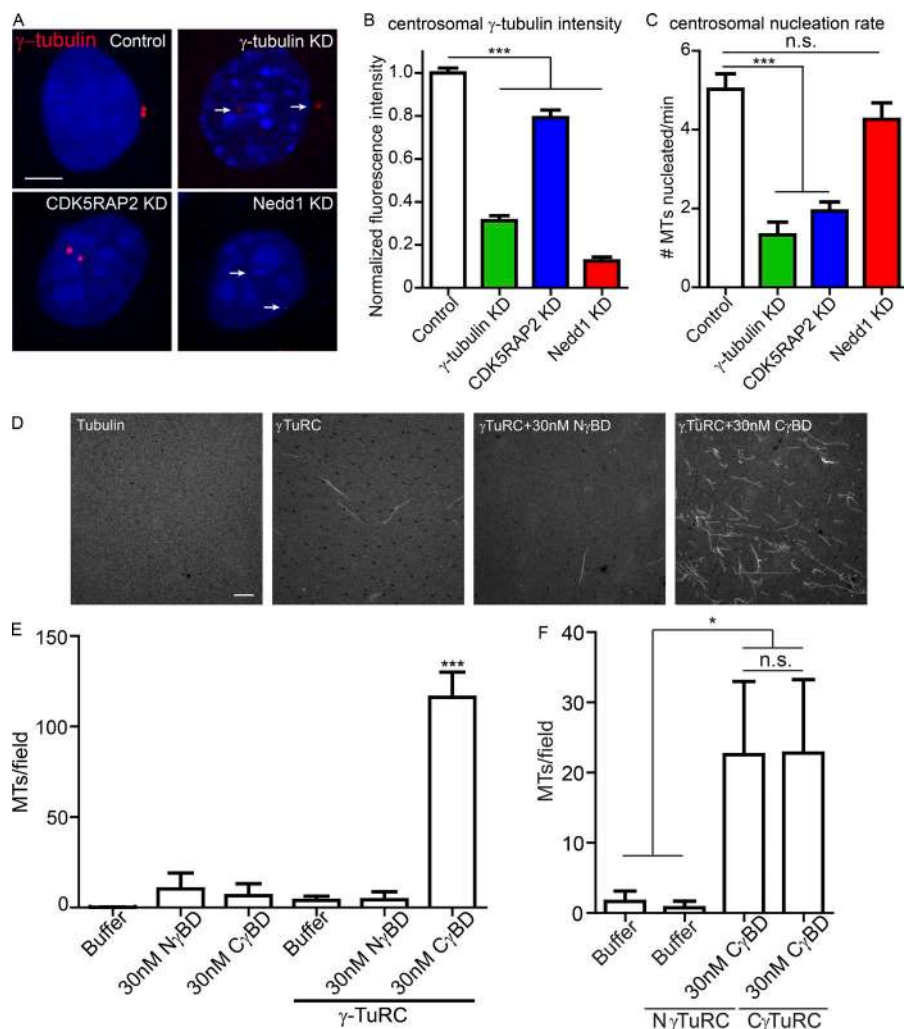 A
γ-tubulin Control
γ-tubulin KD
CDK5RAP2 KD
Nedd1 KD
B centrosomal γ-tubulin intensity
Normalized fluorescence intensity
1.0
0.8
0.6
0.4
0.2
0
***
Control
γ-tubulin KD
CDK5RAP2 KD
Nedd1 KD
C centrosomal nucleation rate
# MTs nucleated/min
6
4
2
0
n.s.
***
Control
γ-tubulin KD
CDK5RAP2 KD
Nedd1 KD
D
Tubulin
γTuRC
γTuRC+30nM NγBD
γTuRC+30nM CγBD
E
MTs/field
150
100
50
0
***
Buffer
30nM NγBD
30nM CγBD
Buffer
30nM NγBD
30nM CγBD
γ-TuRC
F
MTs/field
40
30
20
10
0
*
n.s.
Buffer
Buffer
30nM CγBD
30nM CγBD
NγTuRC
CγTuRC